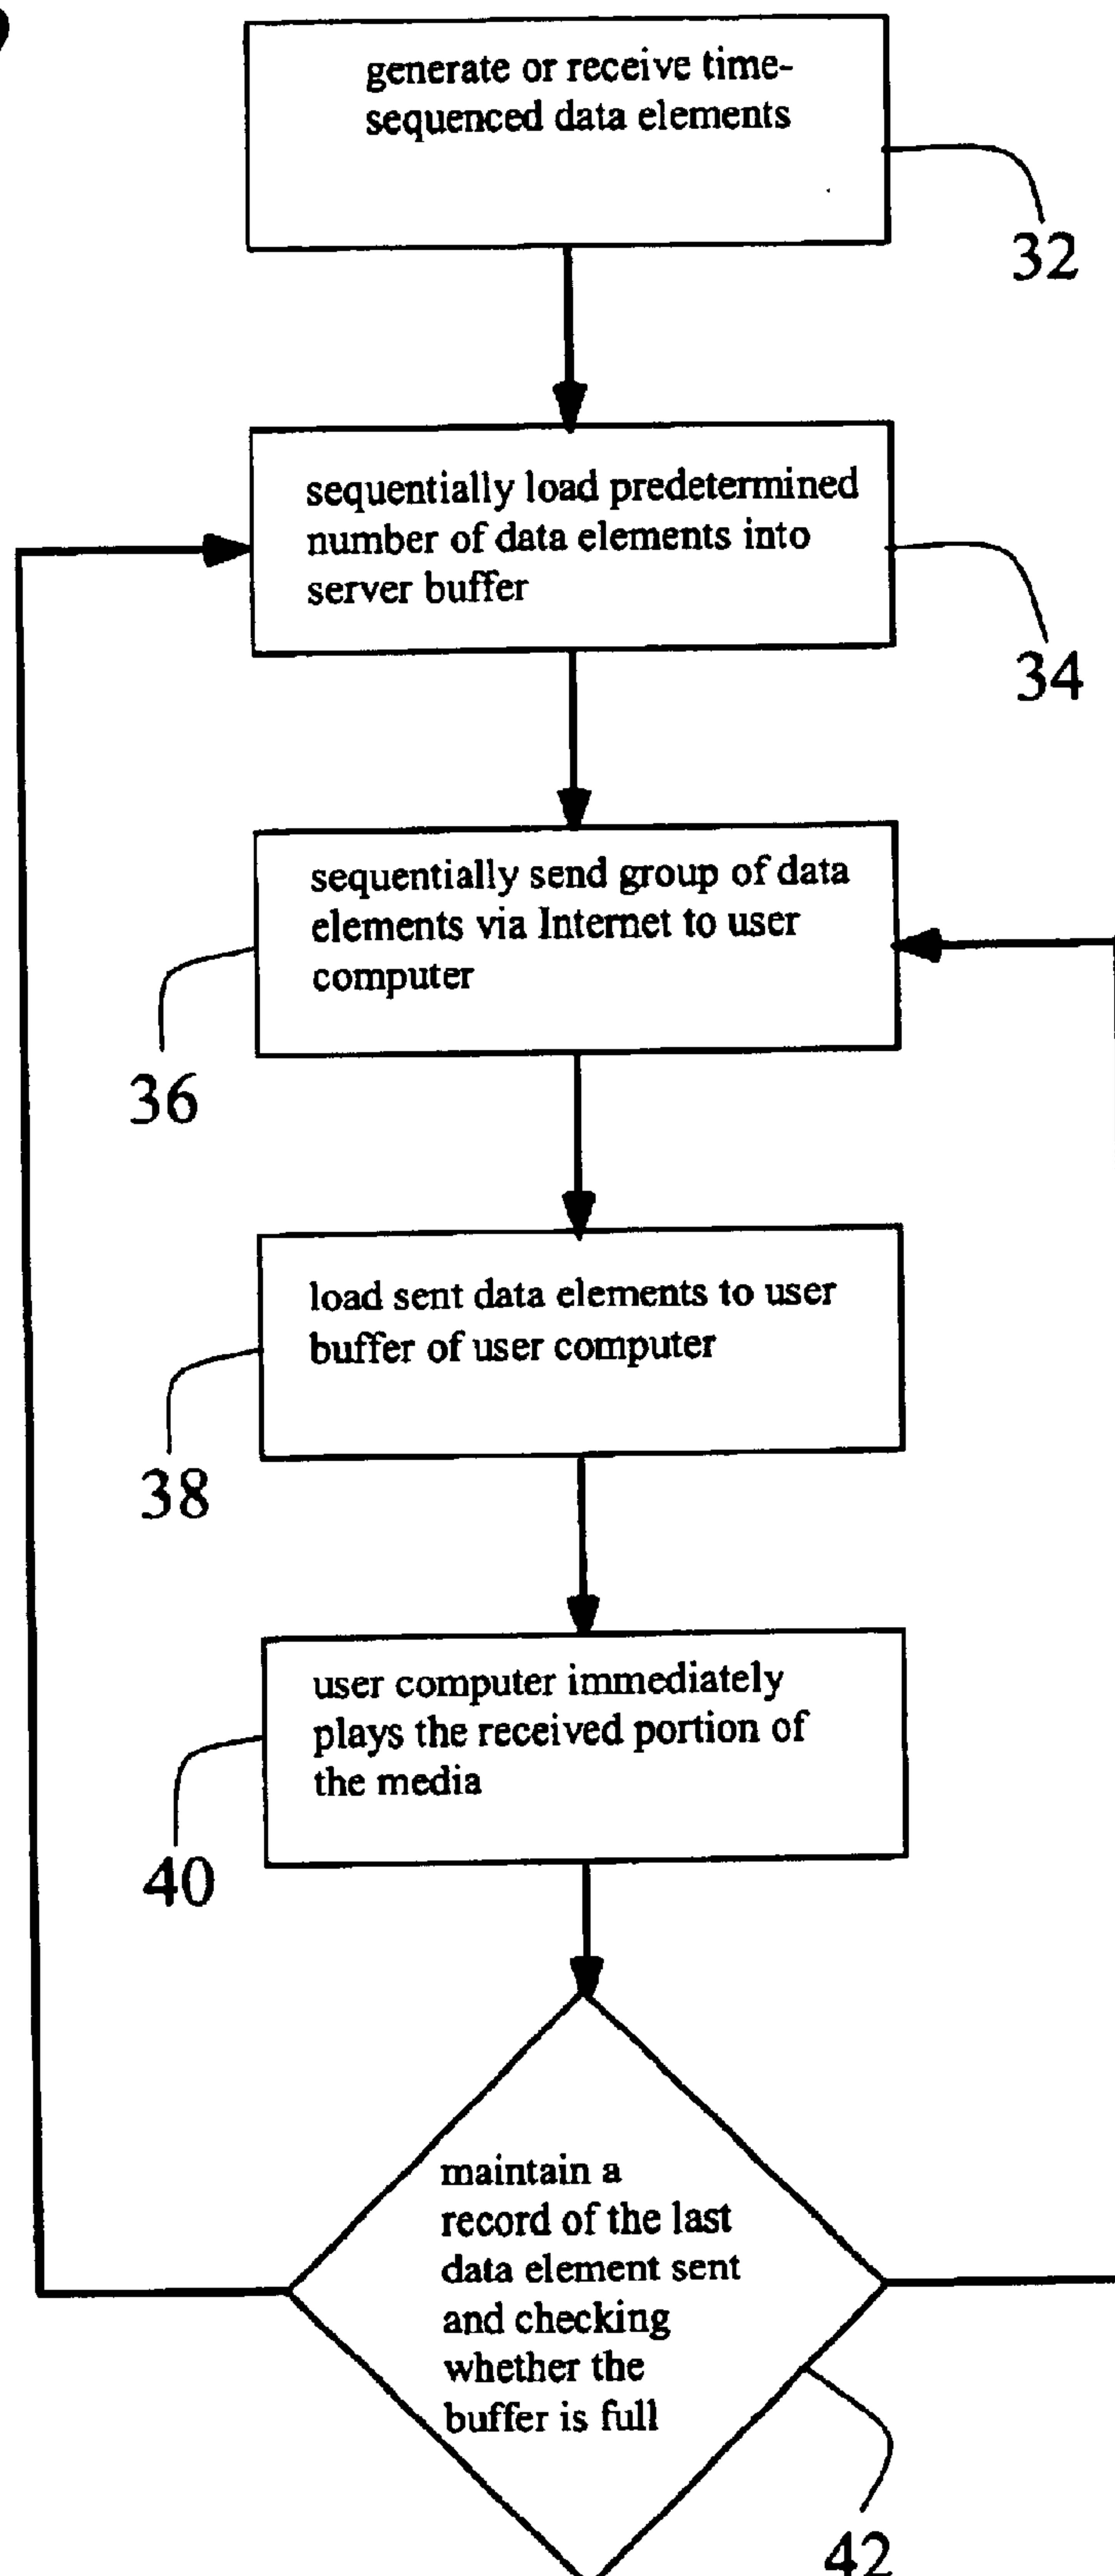 generate or receive time-
sequenced data elements
32
sequentially load predetermined
number of data elements into
server buffer
34
sequentially send group of data
elements via Internet to user
computer
36
load sent data elements to user
buffer of user computer
38
user computer immediately
plays the received portion of
the media
40
maintain a
record of the last
data element sent
and checking
whether the
buffer is full
42